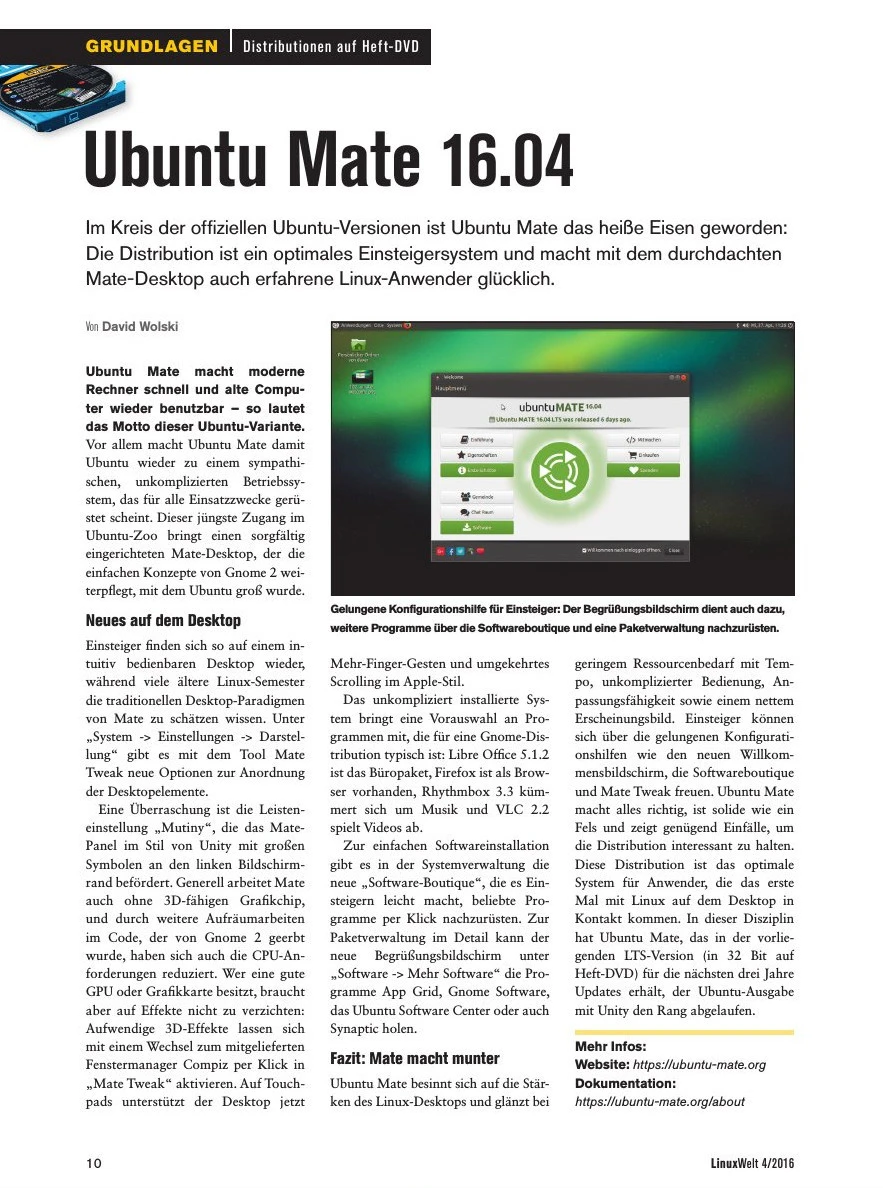 GRUNDLAGEN | Distributionen auf Heft-DVD
Ubuntu Mate 16.04
Im Kreis der offiziellen Ubuntu-Versionen ist Ubuntu Mate das heiße Eisen geworden:
Die Distribution ist ein optimales Einsteigersystem und macht mit dem durchdachten
Mate-Desktop auch erfahrene Linux-Anwender glücklich.
Von David Wolski
Ubuntu Mate macht moderne
Rechner schnell und alte Compu-
ter wieder benutzbar – so lautet
das Motto dieser Ubuntu-Variante.
Vor allem macht Ubuntu Mate damit
Ubuntu wieder zu einem sympathi-
schen, unkomplizierten Betriebssy-
stem, das für alle Einsatzzwecke gerü-
stet scheint. Dieser jüngste Zugang im
Ubuntu-Zoo bringt einen sorgfältig
eingerichteten Mate-Desktop, der die
einfachen Konzepte von Gnome 2 wei-
terpflegt, mit dem Ubuntu groß wurde.
Neues auf dem Desktop
Einsteiger finden sich so auf einem in-
tuitiv bedienbaren Desktop wieder,
während viele ältere Linux-Semester
die traditionellen Desktop-Paradigmen
von Mate zu schätzen wissen. Unter
„System -> Einstellungen -> Darstel-
lung“ gibt es mit dem Tool Mate
Tweak neue Optionen zur Anordnung
der Desktopelemente.
Eine Überraschung ist die Leisten-
einstellung „Mutiny“, die das Mate-
Panel im Stil von Unity mit großen
Symbolen an den linken Bildschirm-
rand befördert. Generell arbeitet Mate
auch ohne 3D-fähigen Grafikchip,
und durch weitere Aufräumarbeiten
im Code, der von Gnome 2 geerbt
wurde, haben sich auch die CPU-An-
forderungen reduziert. Wer eine gute
GPU oder Grafikkarte besitzt, braucht
aber auf Effekte nicht zu verzichten:
Aufwendige 3D-Effekte lassen sich
mit einem Wechsel zum mitgelieferten
Fenstermanager Compiz per Klick in
„Mate Tweak“ aktivieren. Auf Touch-
pads unterstützt der Desktop jetzt
Anwendungen Orte System
Mi, 27. Apr, 11:28
Welcome
Hauptmenü
ubuntuMATE 16.04
Ubuntu MATE 16.04 LTS was released 6 days ago.
Einführung
Eigenschaften
Erste Schritte
Gemeinde
Chat Raum
Software
Mitmachen
Einkaufen
Spenden
Willkommen nach einloggen öffnen.
Close
Gelungene Konfigurationshilfe für Einsteiger: Der Begrüßungsbildschirm dient auch dazu,
weitere Programme über die Softwareboutique und eine Paketverwaltung nachzurüsten.
Mehr-Finger-Gesten und umgekehrtes
Scrolling im Apple-Stil.
Das unkompliziert installierte Sys-
tem bringt eine Vorauswahl an Pro-
grammen mit, die für eine Gnome-Dis-
tribution typisch ist: Libre Office 5.1.2
ist das Büropaket, Firefox ist als Brow-
ser vorhanden, Rhythmbox 3.3 küm-
mert sich um Musik und VLC 2.2
spielt Videos ab.
Zur einfachen Softwareinstallation
gibt es in der Systemverwaltung die
neue „Software-Boutique“, die es Ein-
steigern leicht macht, beliebte Pro-
gramme per Klick nachzurüsten. Zur
Paketverwaltung im Detail kann der
neue Begrüßungsbildschirm unter
„Software -> Mehr Software“ die Pro-
gramme App Grid, Gnome Software,
das Ubuntu Software Center oder auch
Synaptic holen.
Fazit: Mate macht munter
Ubuntu Mate besinnt sich auf die Stär-
ken des Linux-Desktops und glänzt bei
geringem Ressourcenbedarf mit Tem-
po, unkomplizierter Bedienung, An-
passungsfähigkeit sowie einem nettem
Erscheinungsbild. Einsteiger können
sich über die gelungenen Konfigurati-
onshilfen wie den neuen Willkom-
mensbildschirm, die Softwareboutique
und Mate Tweak freuen. Ubuntu Mate
macht alles richtig, ist solide wie ein
Fels und zeigt genügend Einfälle, um
die Distribution interessant zu halten.
Diese Distribution ist das optimale
System für Anwender, die das erste
Mal mit Linux auf dem Desktop in
Kontakt kommen. In dieser Disziplin
hat Ubuntu Mate, das in der vorlie-
genden LTS-Version (in 32 Bit auf
Heft-DVD) für die nächsten drei Jahre
Updates erhält, der Ubuntu-Ausgabe
mit Unity den Rang abgelaufen.
Mehr Infos:
Website: https://ubuntu-mate.org
Dokumentation:
https://ubuntu-mate.org/about
10
LinuxWelt 4/2016